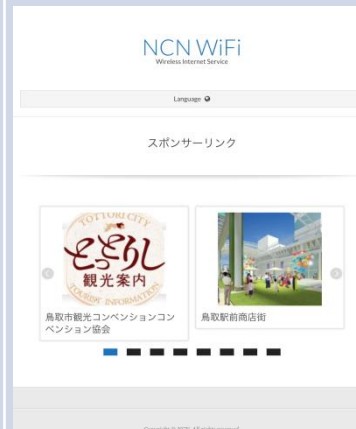 NCN WiFi
Wireless Internet Service
Language
スポンサーリンク
TOTTORI CITY
とっとり
観光案内
TOURIST INFORMATION
鳥取市観光コンベンションコン
ベンション協会
鳥取駅前商店街